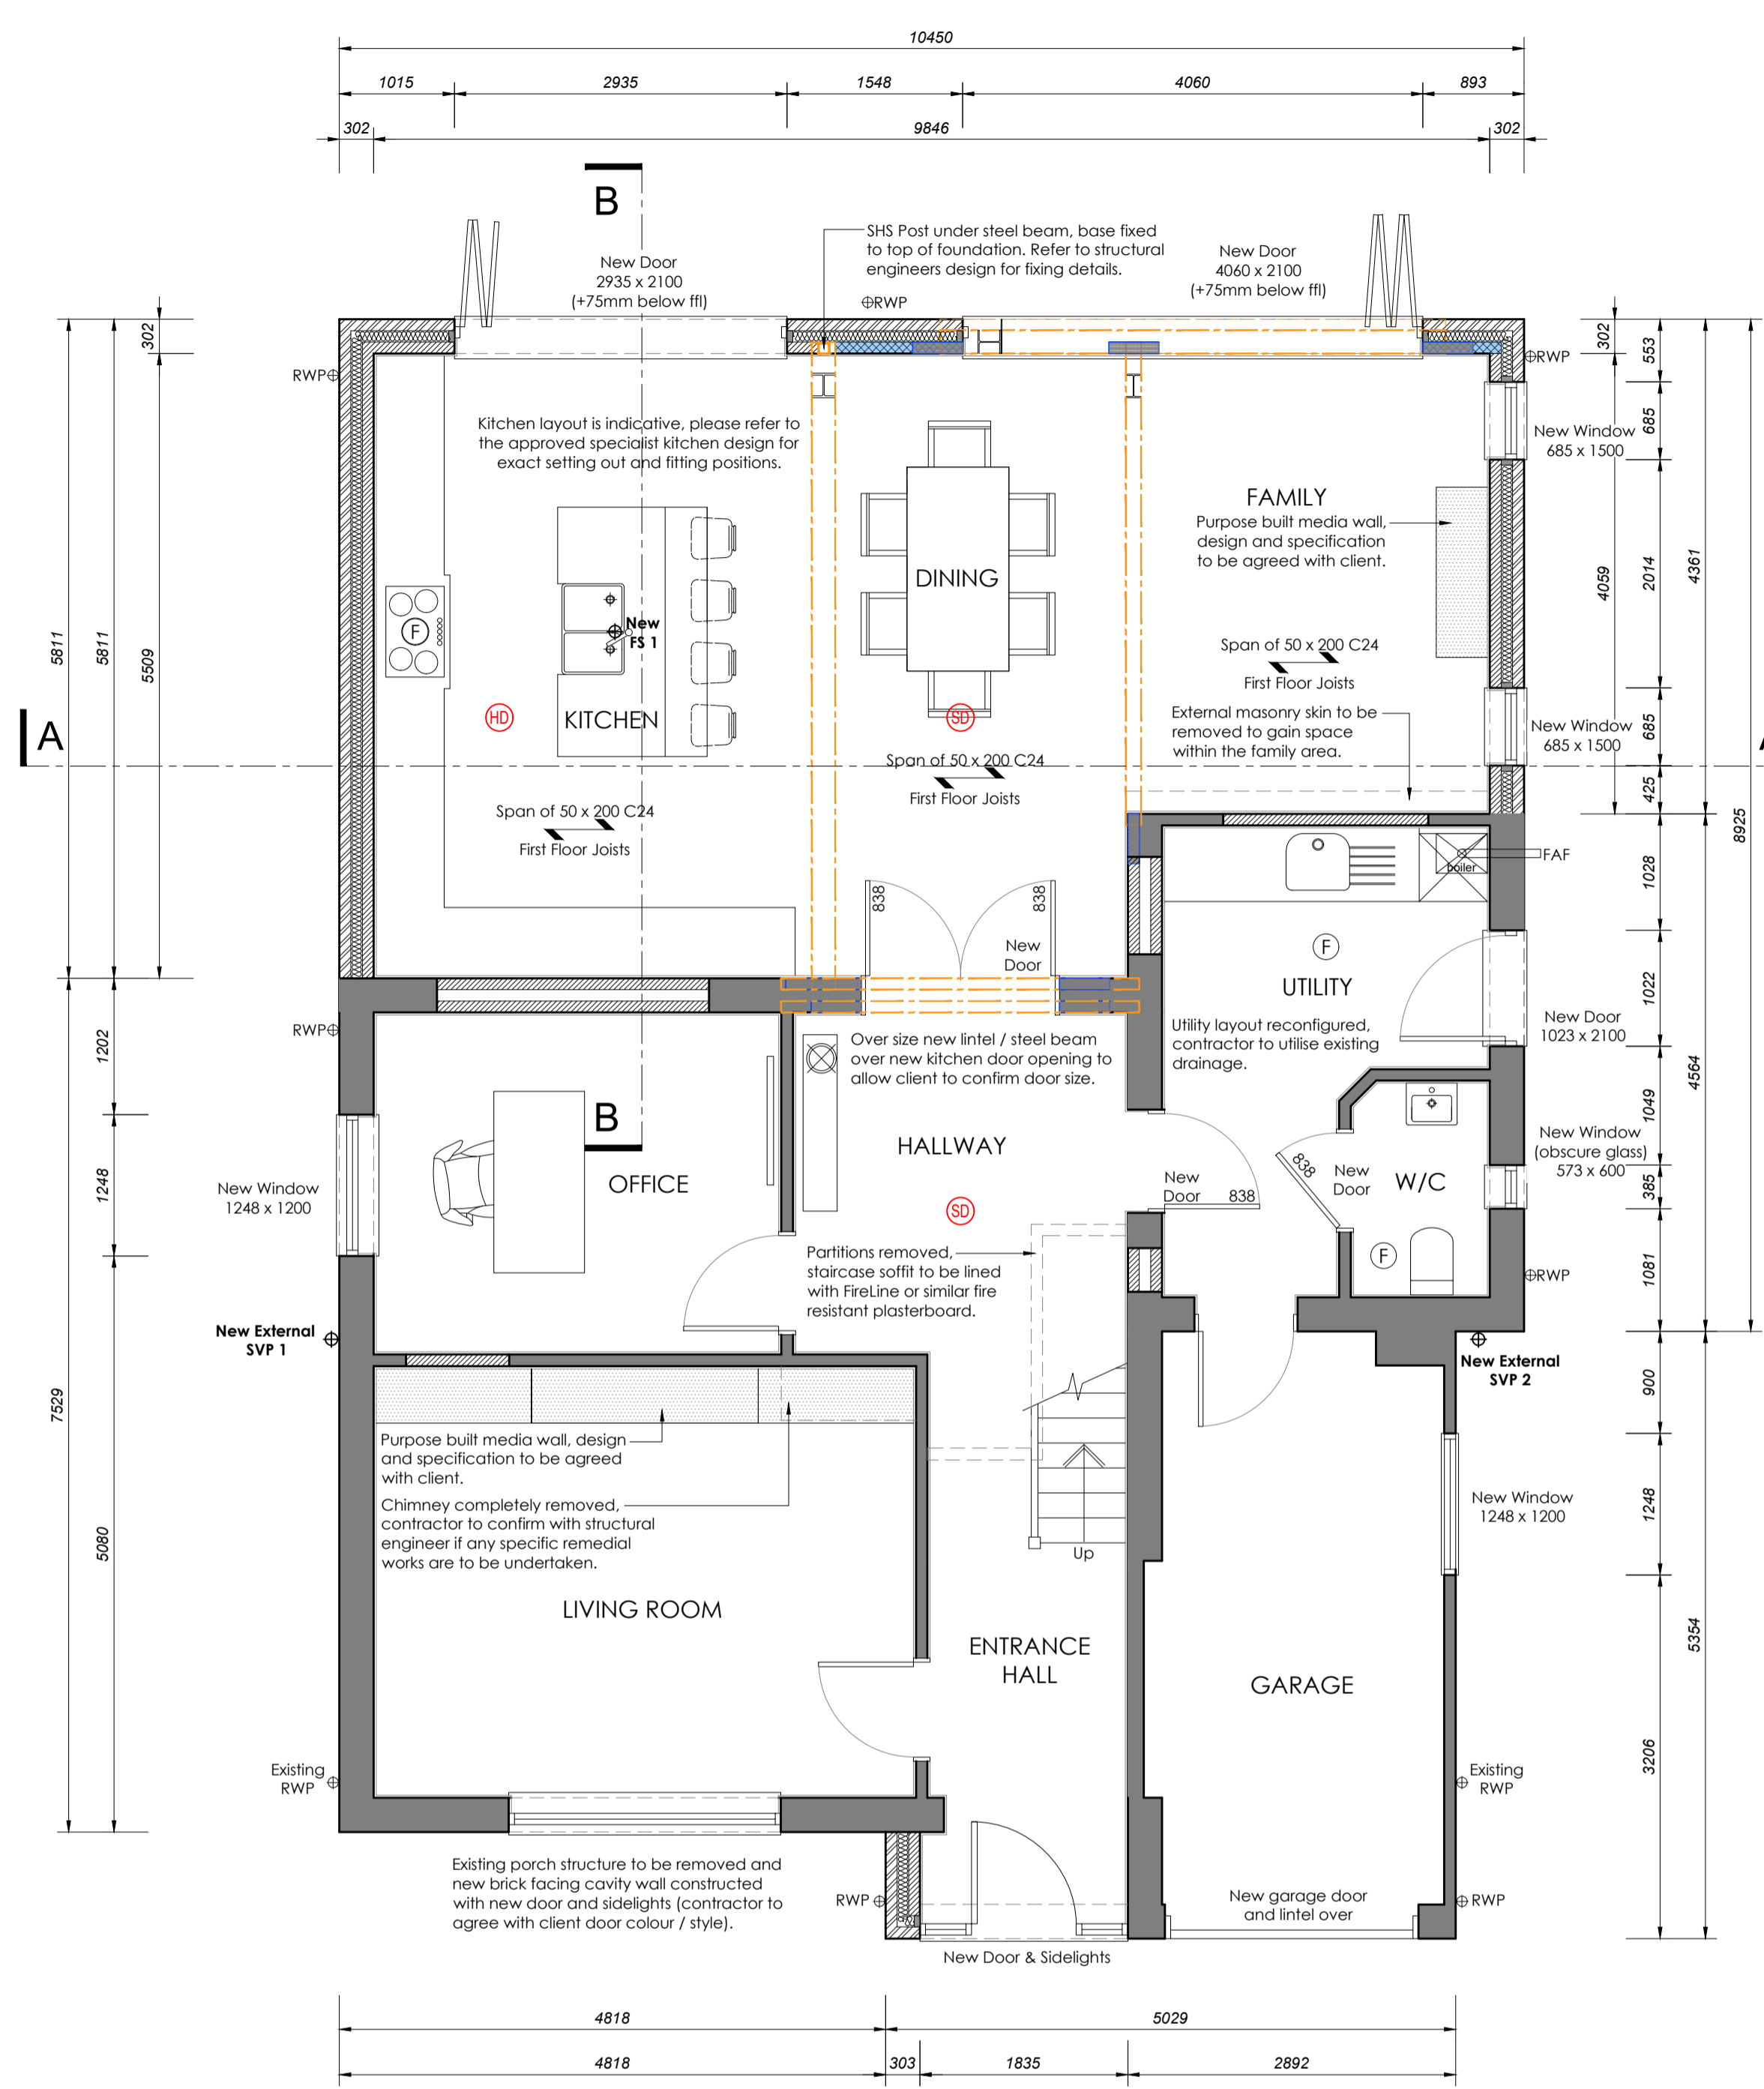 10450
1015
2935
1548
4060
893
302
9846
302
B
SHS Post under steel beam, base fixed
to top of foundation. Refer to structural
engineers design for fixing details.
New Door
2935 x 2100
(+75mm below ffl)
New Door
4060 x 2100
(+75mm below ffl)
RWP
302
302
553
RWP
RWP
Kitchen layout is indicative, please refer to
the approved specialist kitchen design for
exact setting out and fitting positions.
New Window
685 x 1500
685
FAMILY
Purpose built media wall,
design and specification
to be agreed with client.
DINING
4059
2014
4361
5811
5811
5509
F
New
FS 1
Span of 50 x 200 C24
First Floor Joists
HD
KITCHEN
SD
External masonry skin to be
removed to gain space
within the family area.
New Window
685 x 1500
685
A
Span of 50 x 200 C24
First Floor Joists
425
8925
Span of 50 x 200 C24
First Floor Joists
boiler
FAF
1028
838
838
New
Door
F
UTILITY
1022
New Door
1023 x 2100
Utility layout reconfigured,
contractor to utilise existing
drainage.
RWP
1202
Over size new lintel / steel beam
over new kitchen door opening to
allow client to confirm door size.
4564
1049
B
HALLWAY
New Window
(obscure glass)
573 x 600
New Window
1248 x 1200
1248
OFFICE
New
Door
838
838
New
Door
W/C
385
SD
Partitions removed,
staircase soffit to be lined
with FireLine or similar fire
resistant plasterboard.
F
RWP
1081
New External
SVP 1
New External
SVP 2
7529
900
Purpose built media wall, design
and specification to be agreed
with client.
Chimney completely removed,
contractor to confirm with structural
engineer if any specific remedial
works are to be undertaken.
5080
Up
New Window
1248 x 1200
1248
LIVING ROOM
ENTRANCE
HALL
GARAGE
5354
3206
Existing
RWP
Existing
RWP
Existing porch structure to be removed and
new brick facing cavity wall constructed
with new door and sidelights (contractor to
agree with client door colour / style).
RWP
New garage door
and lintel over
RWP
New Door & Sidelights
4818
5029
4818
303
1835
2892